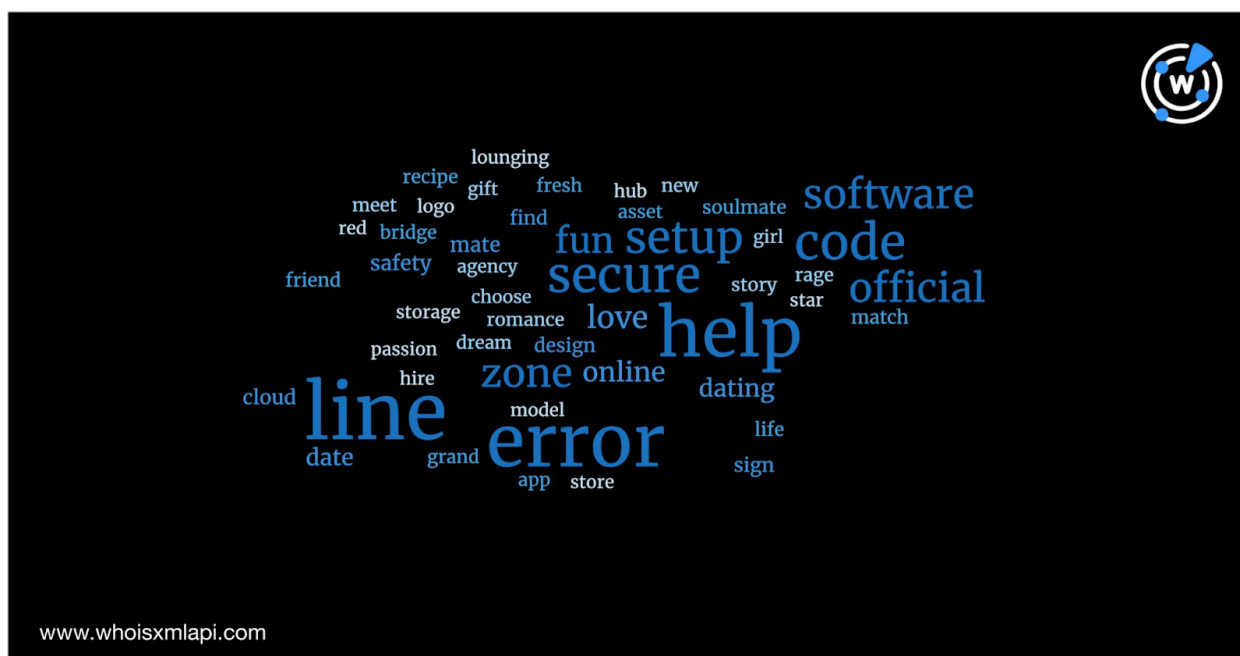 W
lounging
recipe
gift
fresh
hub
new
software
meet
logo
find
asset
soulmate
red
bridge
mate
fun
setup
girl
code
friend
safety
agency
secure
story
rage
official
choose
star
storage
romance
love
help
match
passion
dream
design
hire
zone
online
dating
cloud
line
model
error
life
date
grand
sign
app
store
www.whoisxmlapi.com